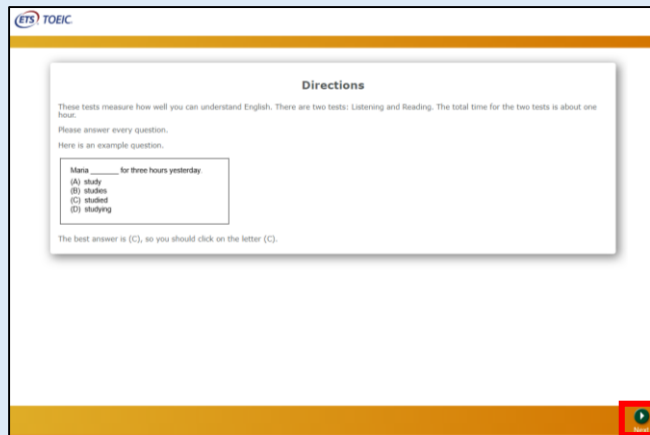 ETS TOEIC.
Directions
These tests measure how well you can understand English. There are two tests: Listening and Reading. The total time for the two tests is about one
hour.
Please answer every question.
Here is an example question.
Maria ______ for three hours yesterday.
(A) study
(B) studies
(C) studied
(D) studying
The best answer is (C), so you should click on the letter (C).
Next